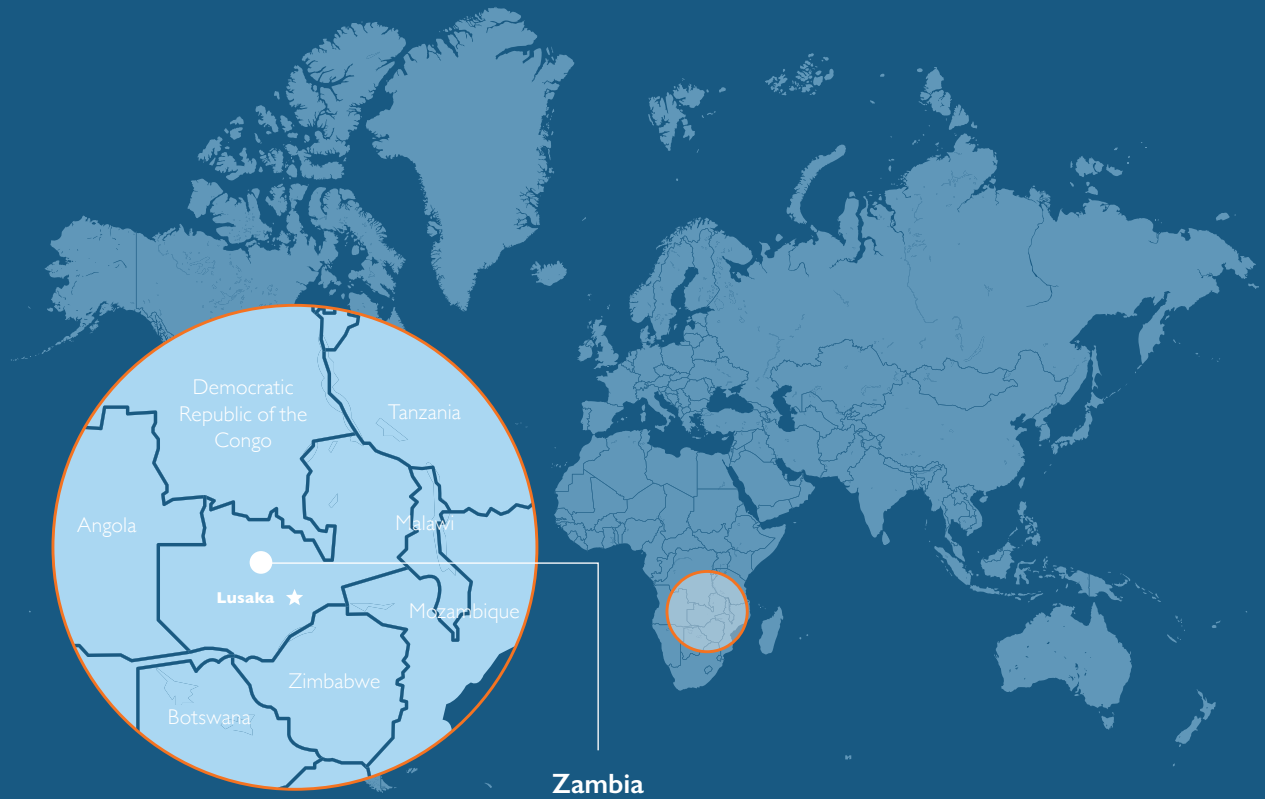 Democratic
Republic of the
Congo
Tanzania
Angola
Malawi
Lusaka
Mozambique
Zimbabwe
Botswana
Zambia